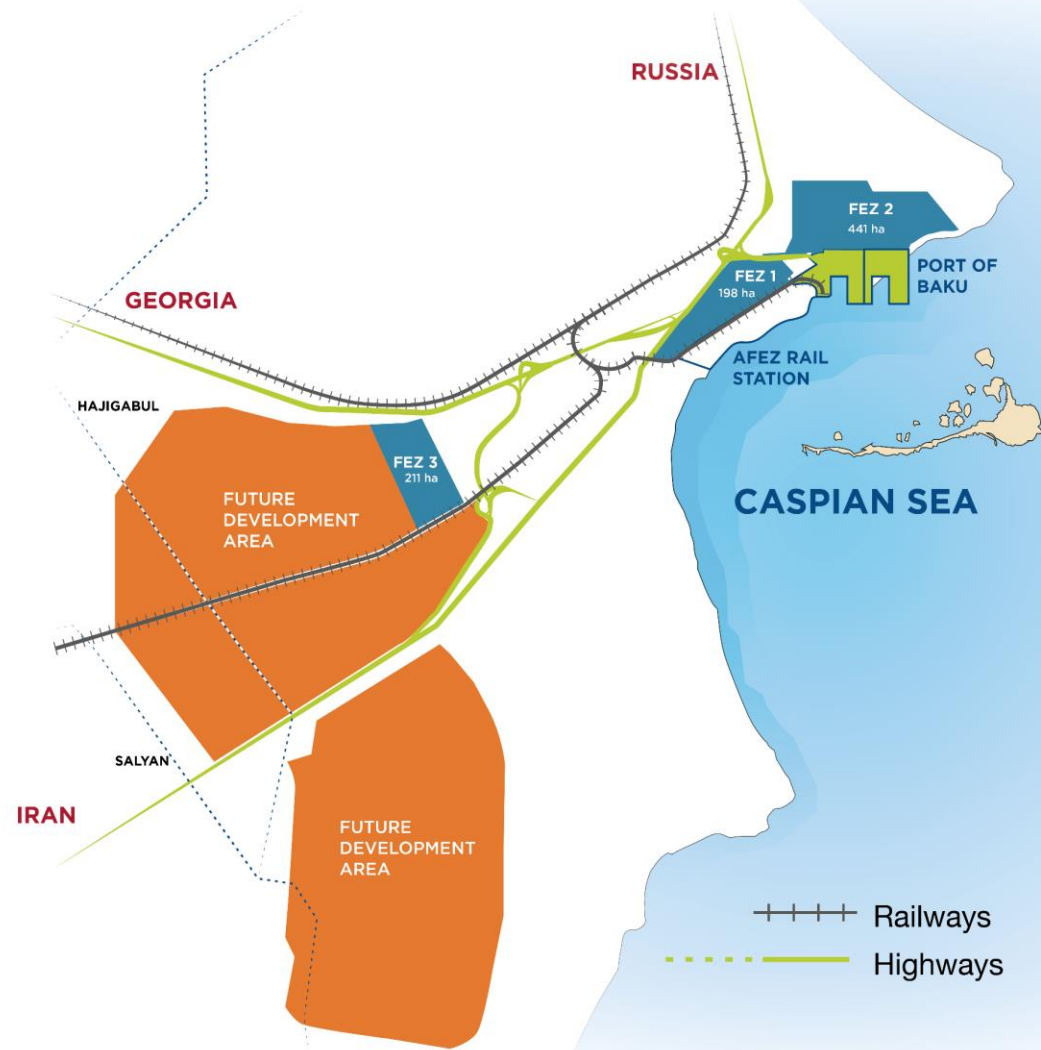 RUSSIA
FEZ 2
441 ha
FEZ 1
198 ha
PORT OF
BAKU
GEORGIA
AFEZ RAIL
STATION
HAJIGABUL
FEZ 3
211 ha
FUTURE
DEVELOPMENT
AREA
CASPIAN SEA
SALYAN
IRAN
FUTURE
DEVELOPMENT
AREA
Railways
Highways